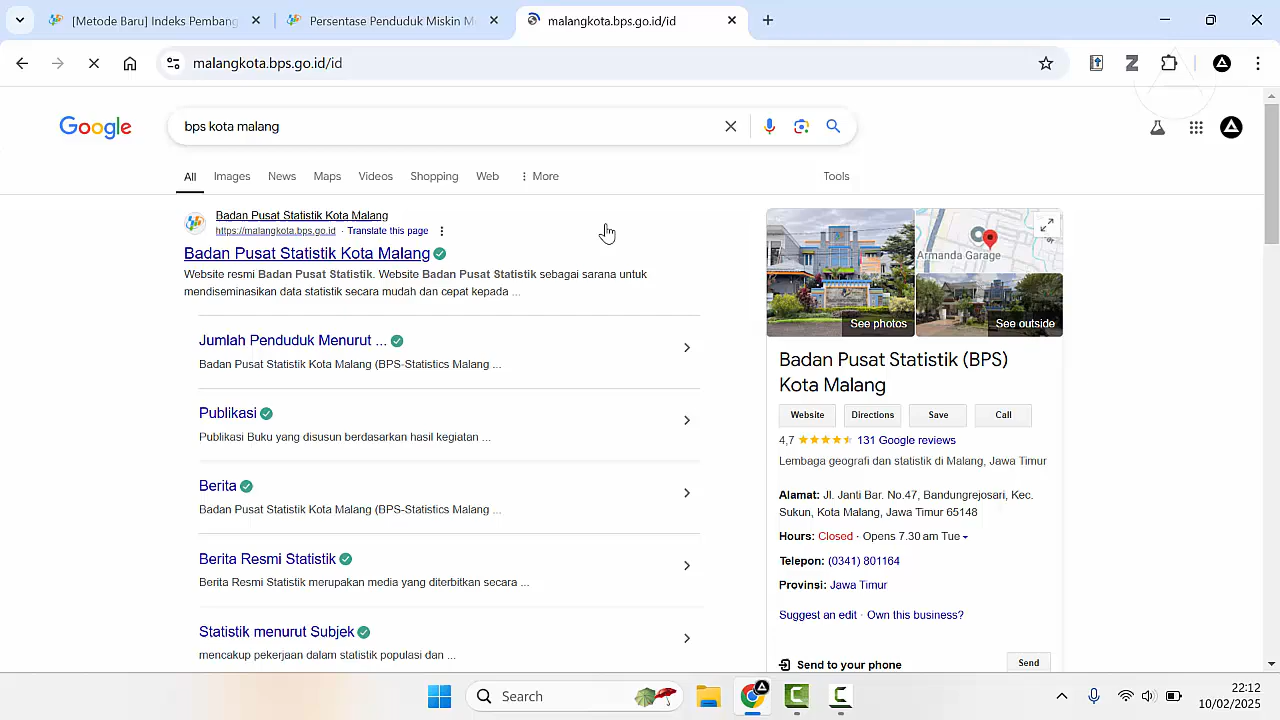 [Metode Baru] Indeks Pembang
Persentase Penduduk Miskin M
malangkota.bps.go.id/id
malangkota.bps.go.id/id
Google
bps kota malang
All
Images
News
Maps
Videos
Shopping
Web
More
Tools
Badan Pusat Statistik Kota Malang
https://malangkota.bps.go.id · Translate this page
Badan Pusat Statistik Kota Malang
Website resmi Badan Pusat Statistik. Website Badan Pusat Statistik sebagai sarana untuk
mendiseminasikan data statistik secara mudah dan cepat kepada ...
Jumlah Penduduk Menurut ...
Badan Pusat Statistik Kota Malang (BPS-Statistics Malang ...
Publikasi
Publikasi Buku yang disusun berdasarkan hasil kegiatan ...
Berita
Badan Pusat Statistik Kota Malang (BPS-Statistics Malang ...
Berita Resmi Statistik
Berita Resmi Statistik merupakan media yang diterbitkan secara ...
Statistik menurut Subjek
mencakup pekerjaan dalam statistik populasi dan ...
Armanda Garage
See photos
See outside
Badan Pusat Statistik (BPS)
Kota Malang
Website
Directions
Save
Call
4,7
131 Google reviews
Lembaga geografi dan statistik di Malang, Jawa Timur
Alamat: Jl. Janti Bar. No.47, Bandungrejosari, Kec.
Sukun, Kota Malang, Jawa Timur 65148
Hours: Closed · Opens 7.30 am Tue
Telepon: (0341) 801164
Provinsi: Jawa Timur
Suggest an edit · Own this business?
Send to your phone
Send
Search
22:12
10/02/2025